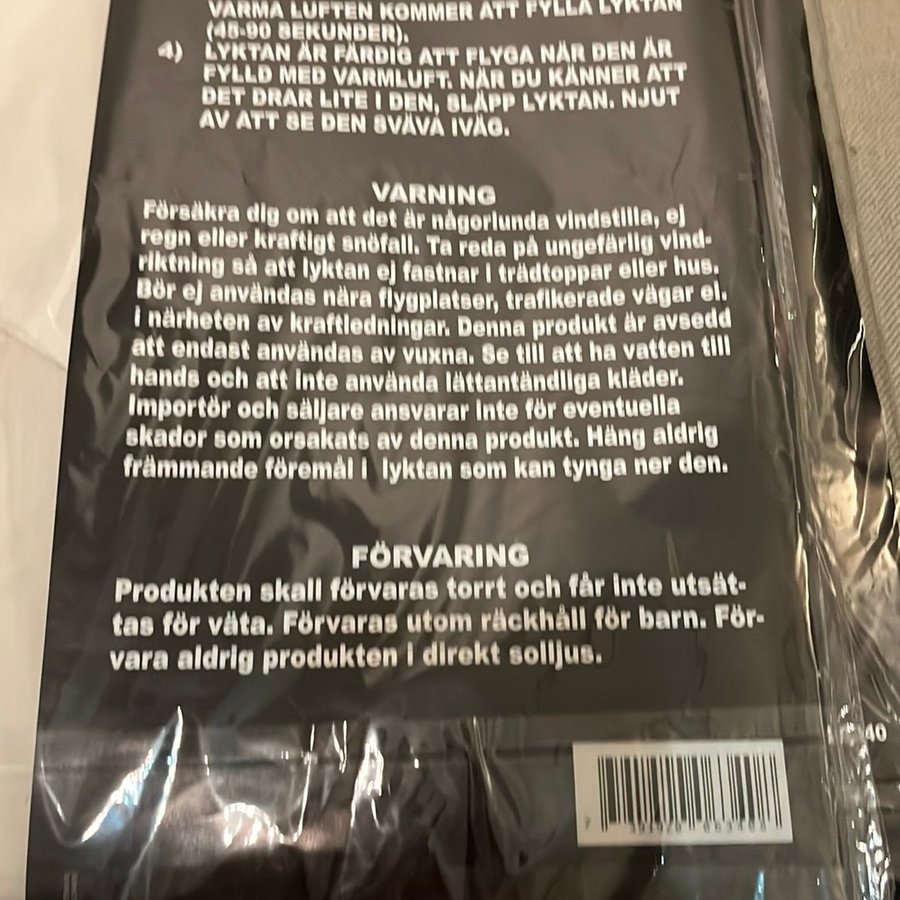 VARMA LUFTEN KOMMER ATT FYLLA LYKTAN
(45-90 SEKUNDER).
4) LYKTAN ÄR FÄRDIG ATT FLYGA NÄR DEN ÄR
FYLLD MED VARMLUFT. NÄR DU KÄNNER ATT
DET DRAR LITE I DEN, SLÄPP LYKTAN. NJUT
AV ATT SE DEN SVÄVA IVÄG.
VARNING
Försäkra dig om att det är någorlunda vindstilla, ej
regn eller kraftigt snöfall. Ta reda på ungefärlig vind-
riktning så att lyktan ej fastnar i trädtoppar eller hus.
Bör ej användas nära flygplatser, trafikerade vägar el.
i närheten av kraftledningar. Denna produkt är avsedd
att endast användas av vuxna. Se till att ha vatten till
hands och att inte använda lättantändliga kläder.
Importör och säljare ansvarar inte för eventuella
skador som orsakats av denna produkt. Häng aldrig
främmande föremål i lyktan som kan tynga ner den.
FÖRVARING
Produkten skall förvaras torrt och får inte utsät-
tas för väta. Förvaras utom räckhåll för barn. För-
vara aldrig produkten i direkt solljus.
40
7